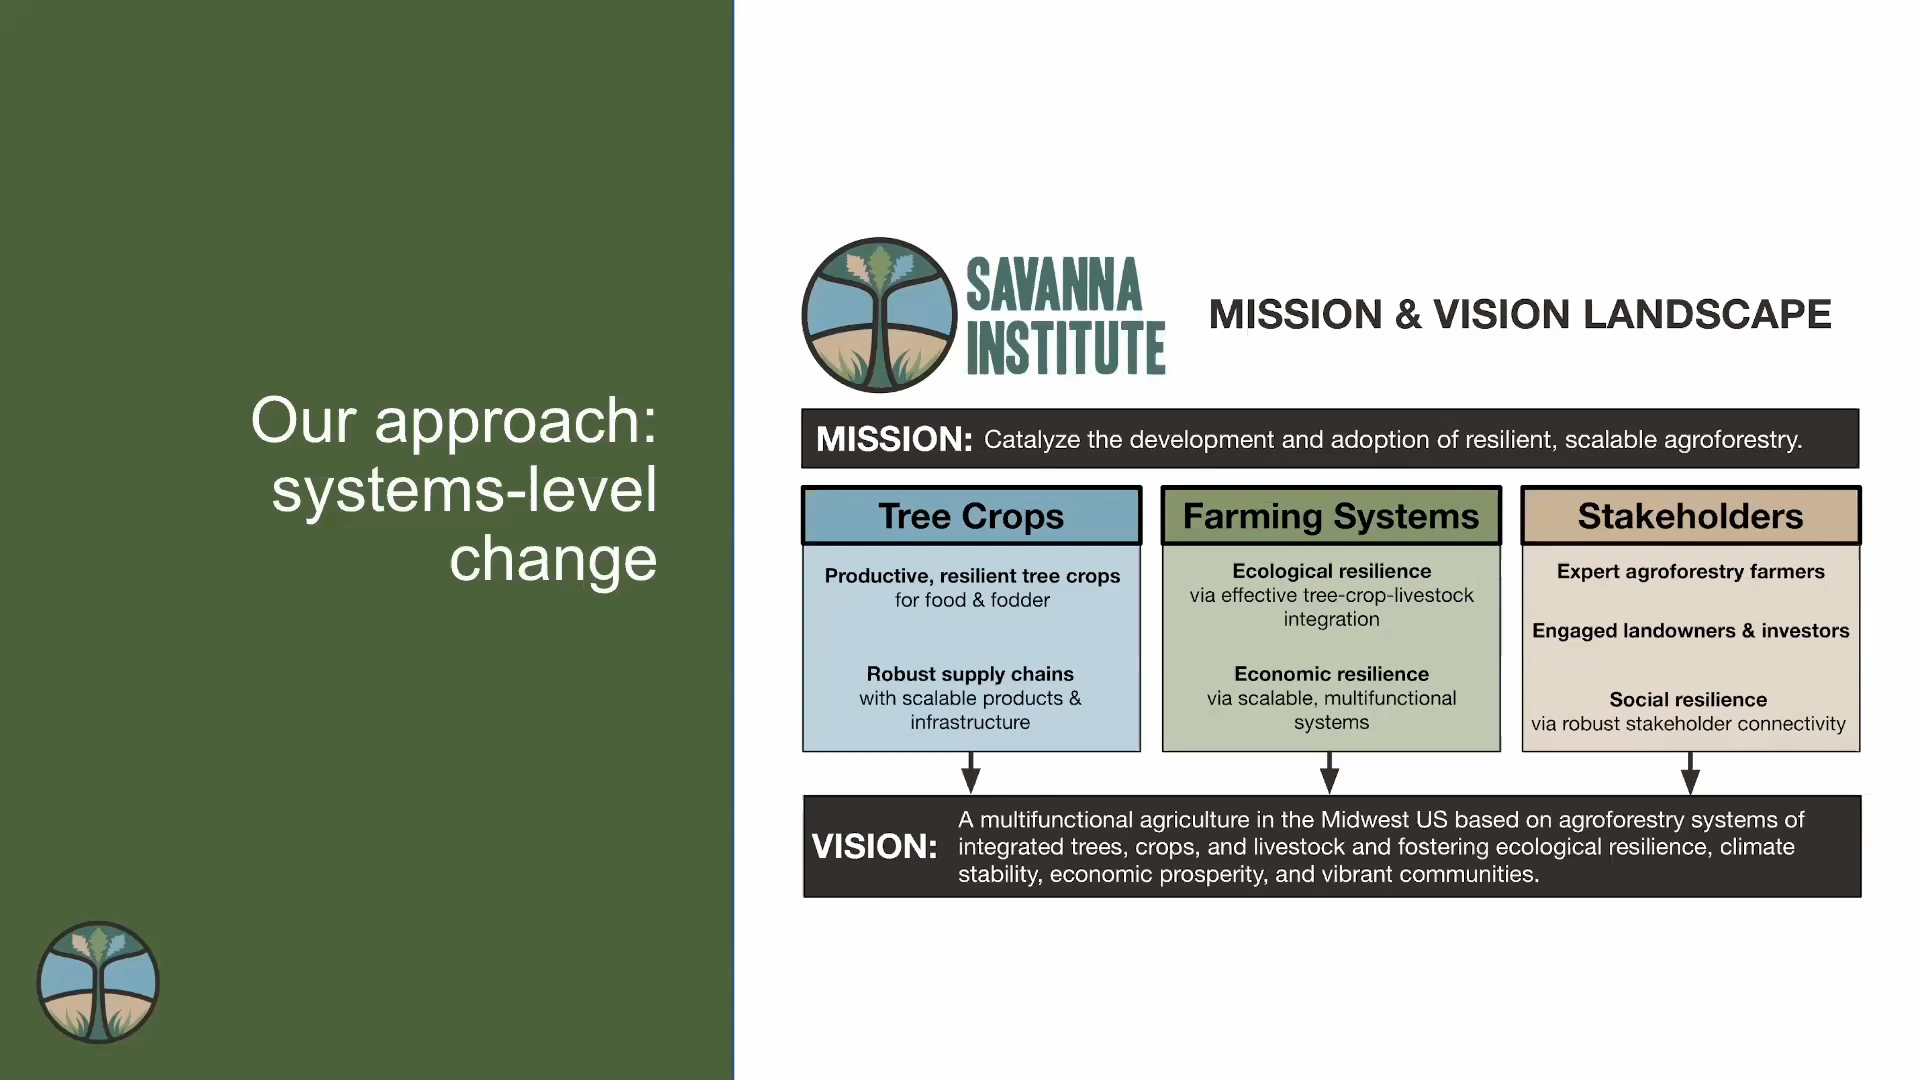 Our approach:
systems-level
change
SAVANNA
INSTITUTE
MISSION & VISION LANDSCAPE
MISSION: Catalyze the development and adoption of resilient, scalable agroforestry.
Tree Crops
Productive, resilient tree crops
for food & fodder
Robust supply chains
with scalable products &
infrastructure
Farming Systems
Ecological resilience
via effective tree-crop-livestock
integration
Economic resilience
via scalable, multifunctional
systems
Stakeholders
Expert agroforestry farmers
Engaged landowners & investors
Social resilience
via robust stakeholder connectivity
VISION:
A multifunctional agriculture in the Midwest US based on agroforestry systems of
integrated trees, crops, and livestock and fostering ecological resilience, climate
stability, economic prosperity, and vibrant communities.